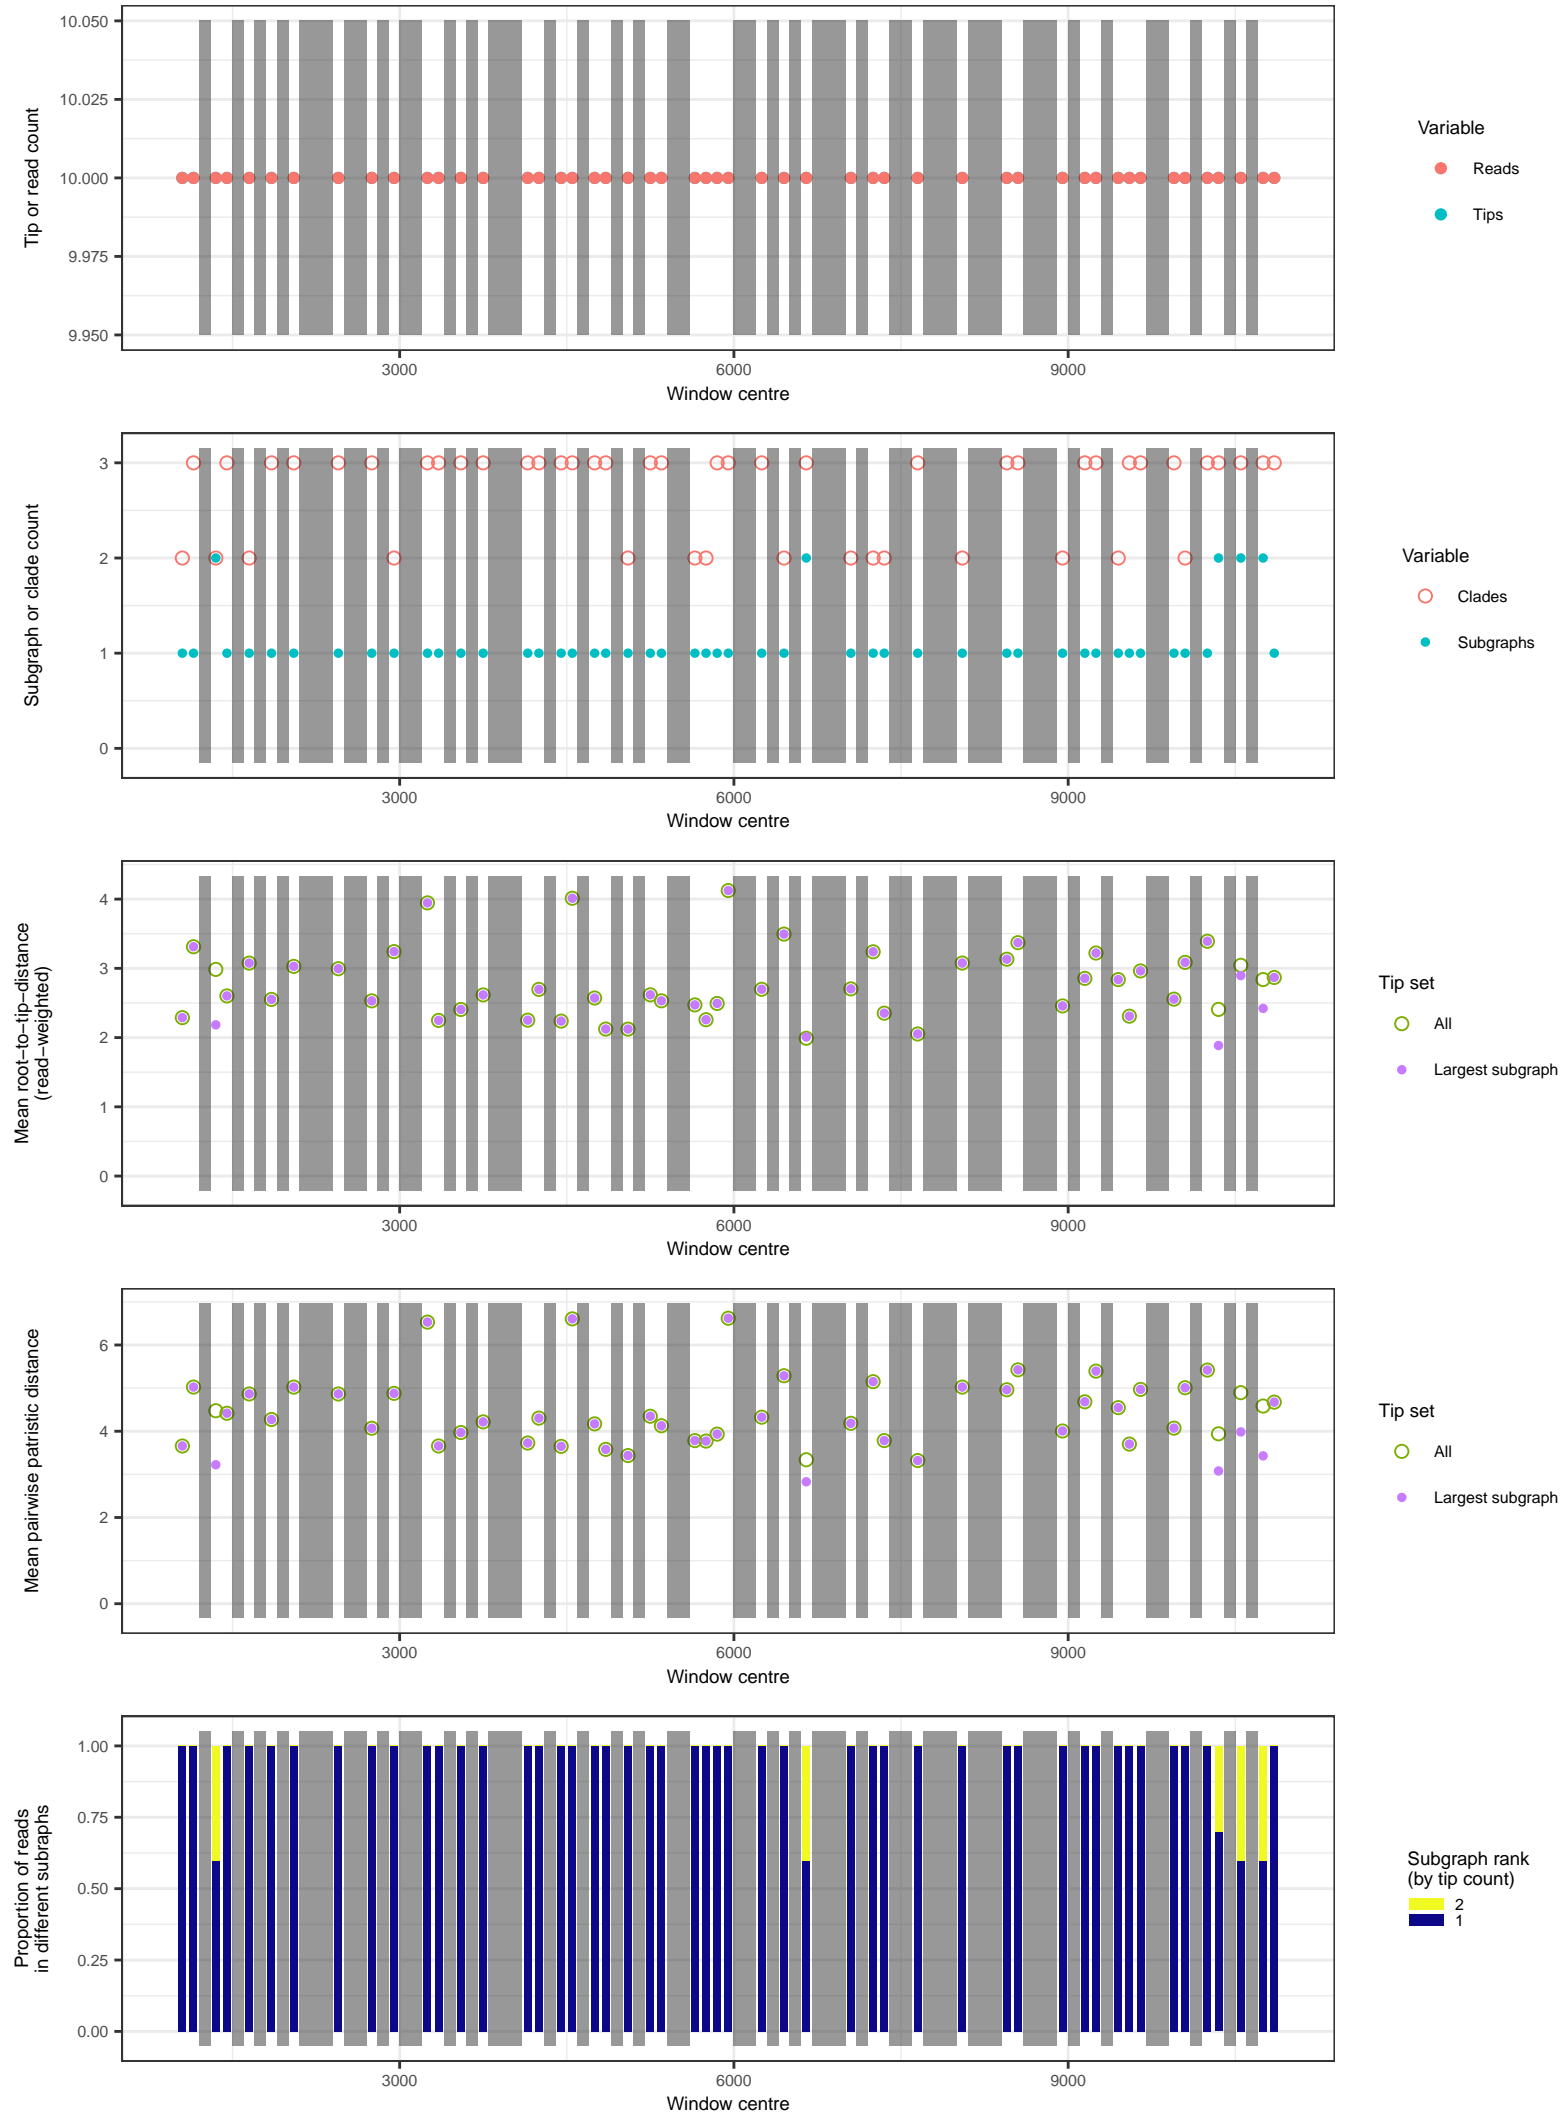 10.050
10.025
10.000
9.975
9.950
Tip or read count
3000
6000
9000
Window centre
Variable
Reads
Tips
3
2
1
0
Subgraph or clade count
3000
6000
9000
Window centre
Variable
Clades
Subgraphs
4
3
2
1
0
Mean root−to−tip−distance
(read−weighted)
3000
6000
9000
Window centre
Tip set
All
Largest subgraph
6
4
2
0
Mean pairwise patristic distance
3000
6000
9000
Window centre
Tip set
All
Largest subgraph
1.00
0.75
0.50
0.25
0.00
Proportion of reads
in different subraphs
3000
6000
9000
Window centre
Subgraph rank
(by tip count)
2
1